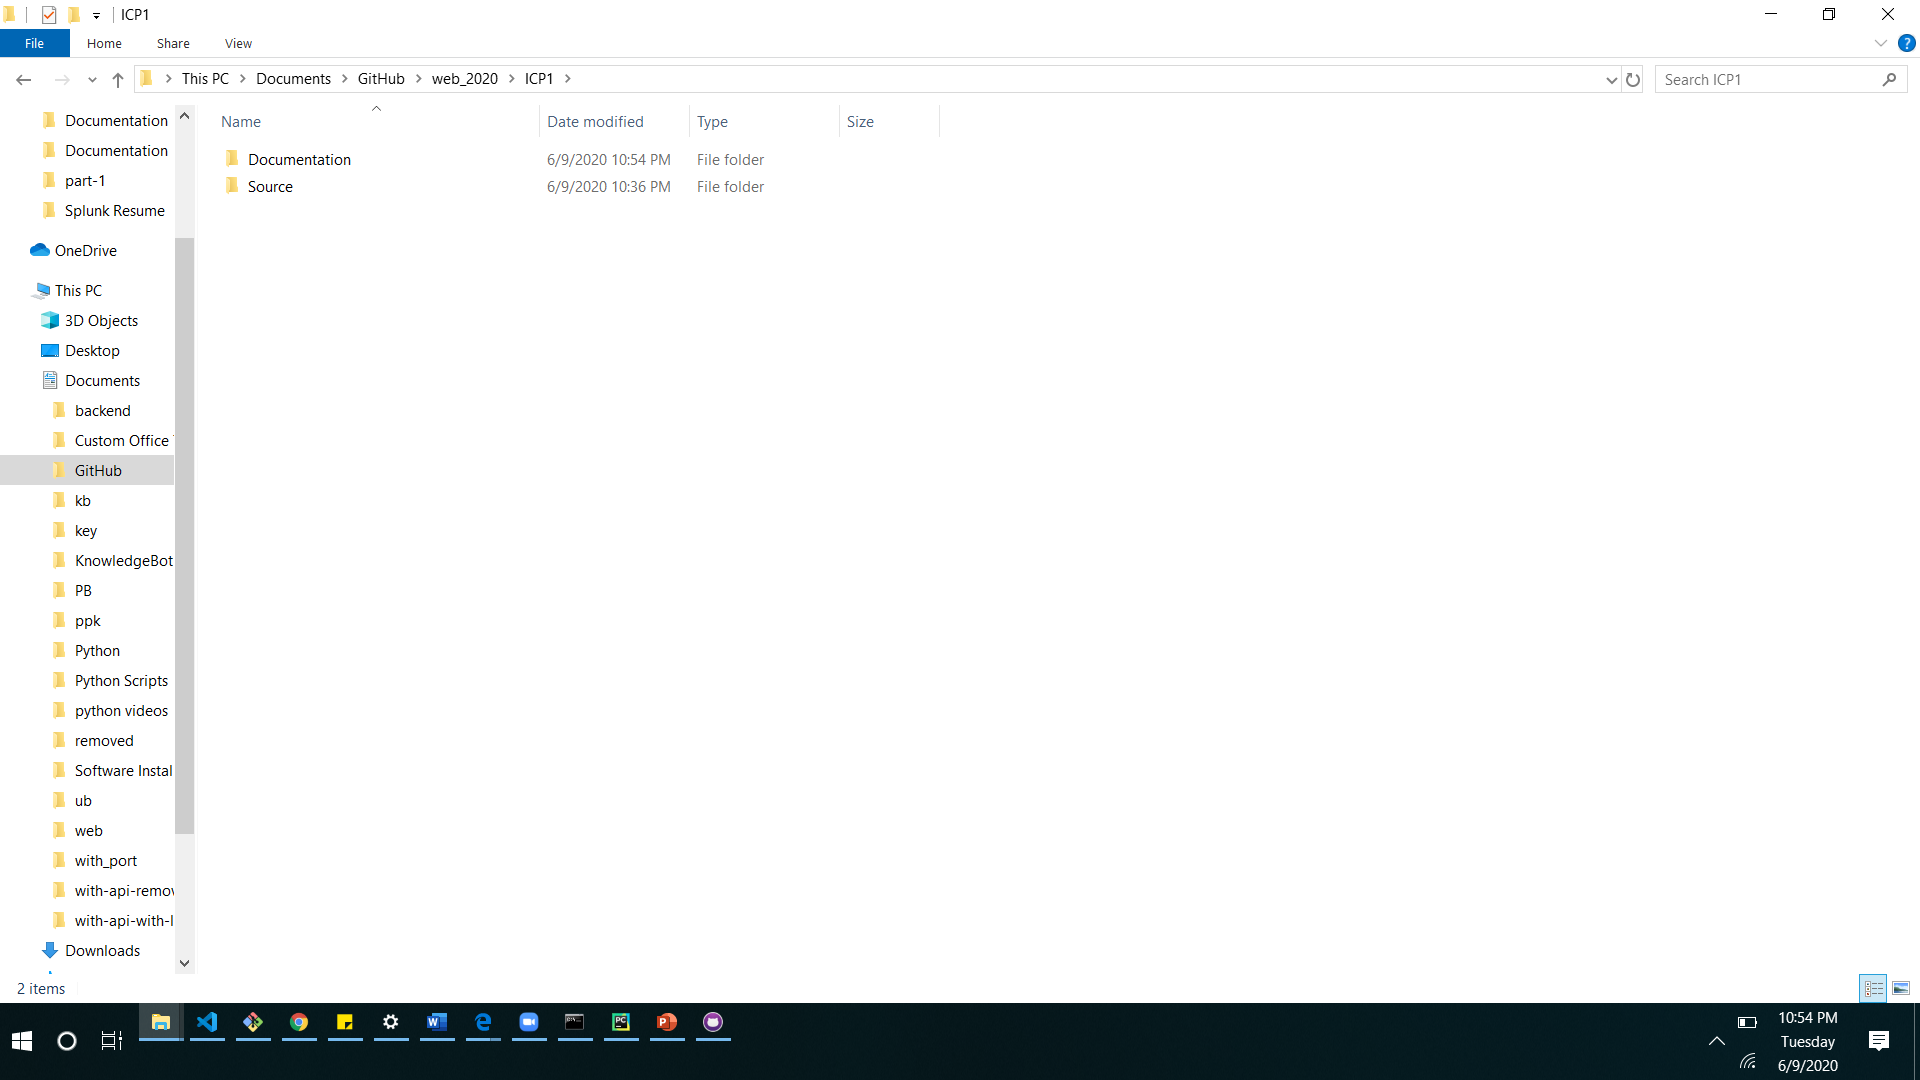 ICP1
File Home Share View
This PC Documents GitHub web_2020 ICP1
Search ICP1
Name Date modified Type Size
Documentation 6/9/2020 10:54 PM File folder
Source 6/9/2020 10:36 PM File folder
Documentation
Documentation
part-1
Splunk Resume
OneDrive
This PC
3D Objects
Desktop
Documents
backend
Custom Office
GitHub
kb
key
KnowledgeBot
PB
ppk
Python
Python Scripts
python videos
removed
Software Instal
ub
web
with_port
with-api-remov
with-api-with-l
Downloads
2 items
10:54 PM
Tuesday
6/9/2020